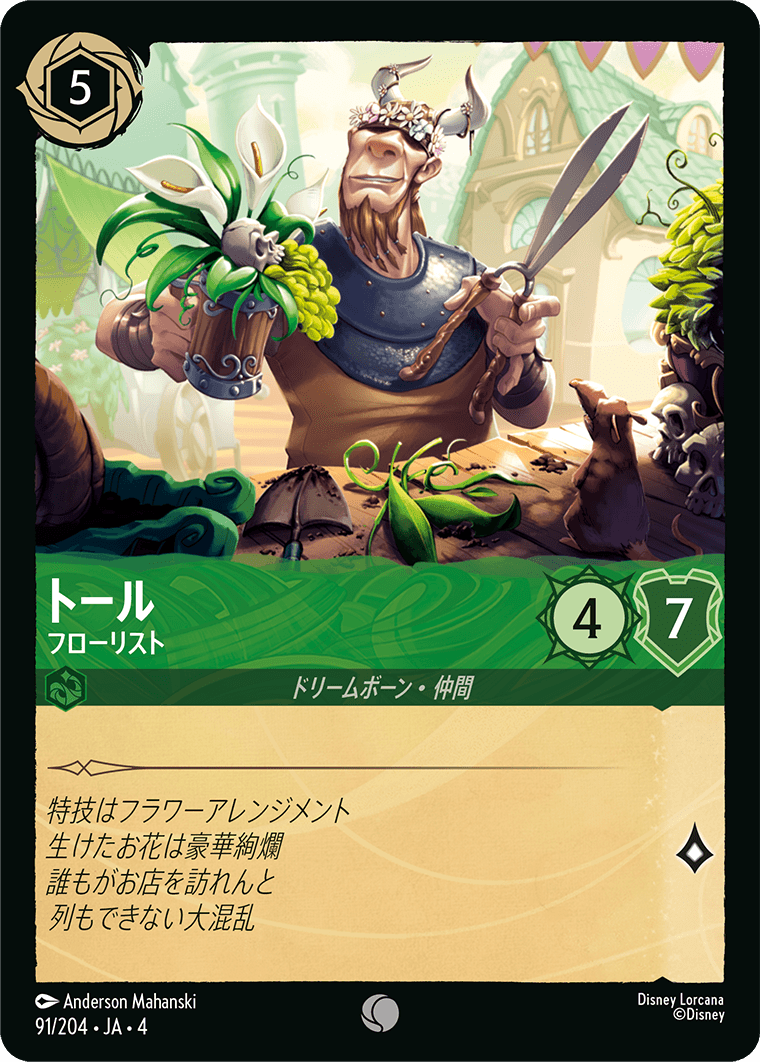 5
トール
フローリスト
4
7
ドリームボーン・仲間
特技はフラワーアレンジメント
生けたお花は豪華絢爛
誰もがお店を訪れんと
列もできない大混乱
Anderson Mahanski
91/204・JA・4
Disney Lorcana
©Disney